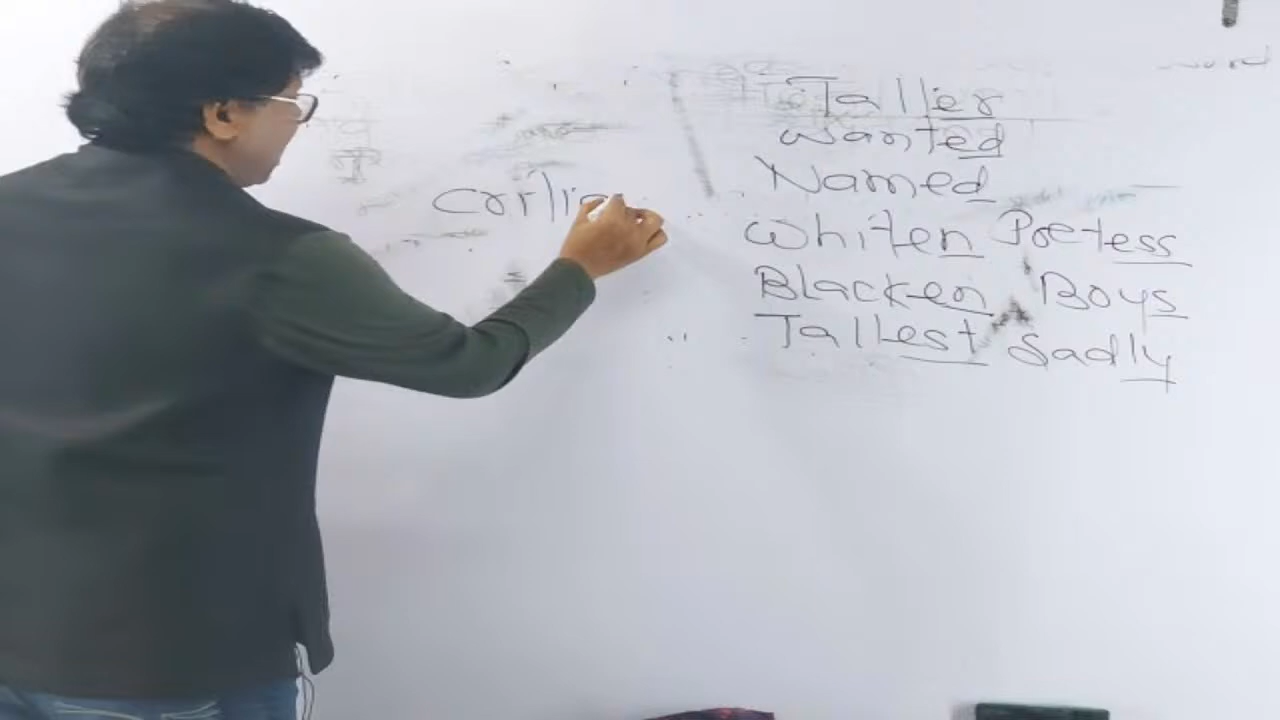 Taller
Wanted
Named
Whiten Poetess
Blacken Boys
Tallest Sadly